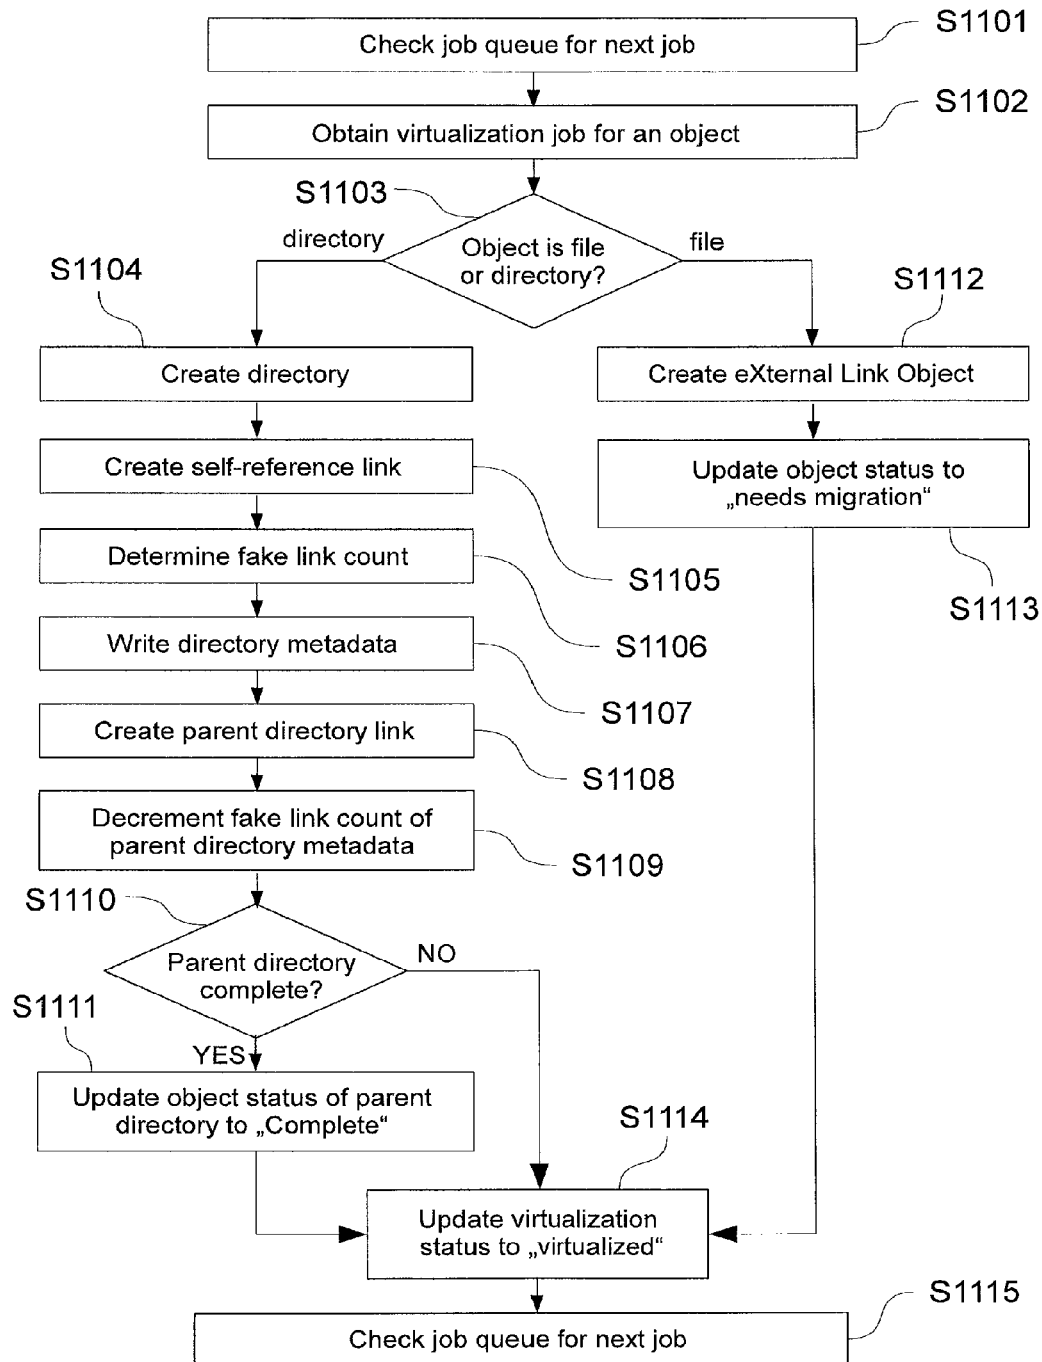 S1101
Check job queue for next job
S1102
Obtain virtualization job for an object
S1103
directory
Object is file
or directory?
file
S1104
S1112
Create directory
Create eXternal Link Object
Create self-reference link
Update object status to
„needs migration“
Determine fake link count
S1105
S1113
Write directory metadata
S1106
Create parent directory link
S1107
S1108
Decrement fake link count of
parent directory metadata
S1109
S1110
NO
Parent directory
complete?
S1111
YES
Update object status of parent
directory to „Complete“
S1114
Update virtualization
status to „virtualized“
S1115
Check job queue for next job